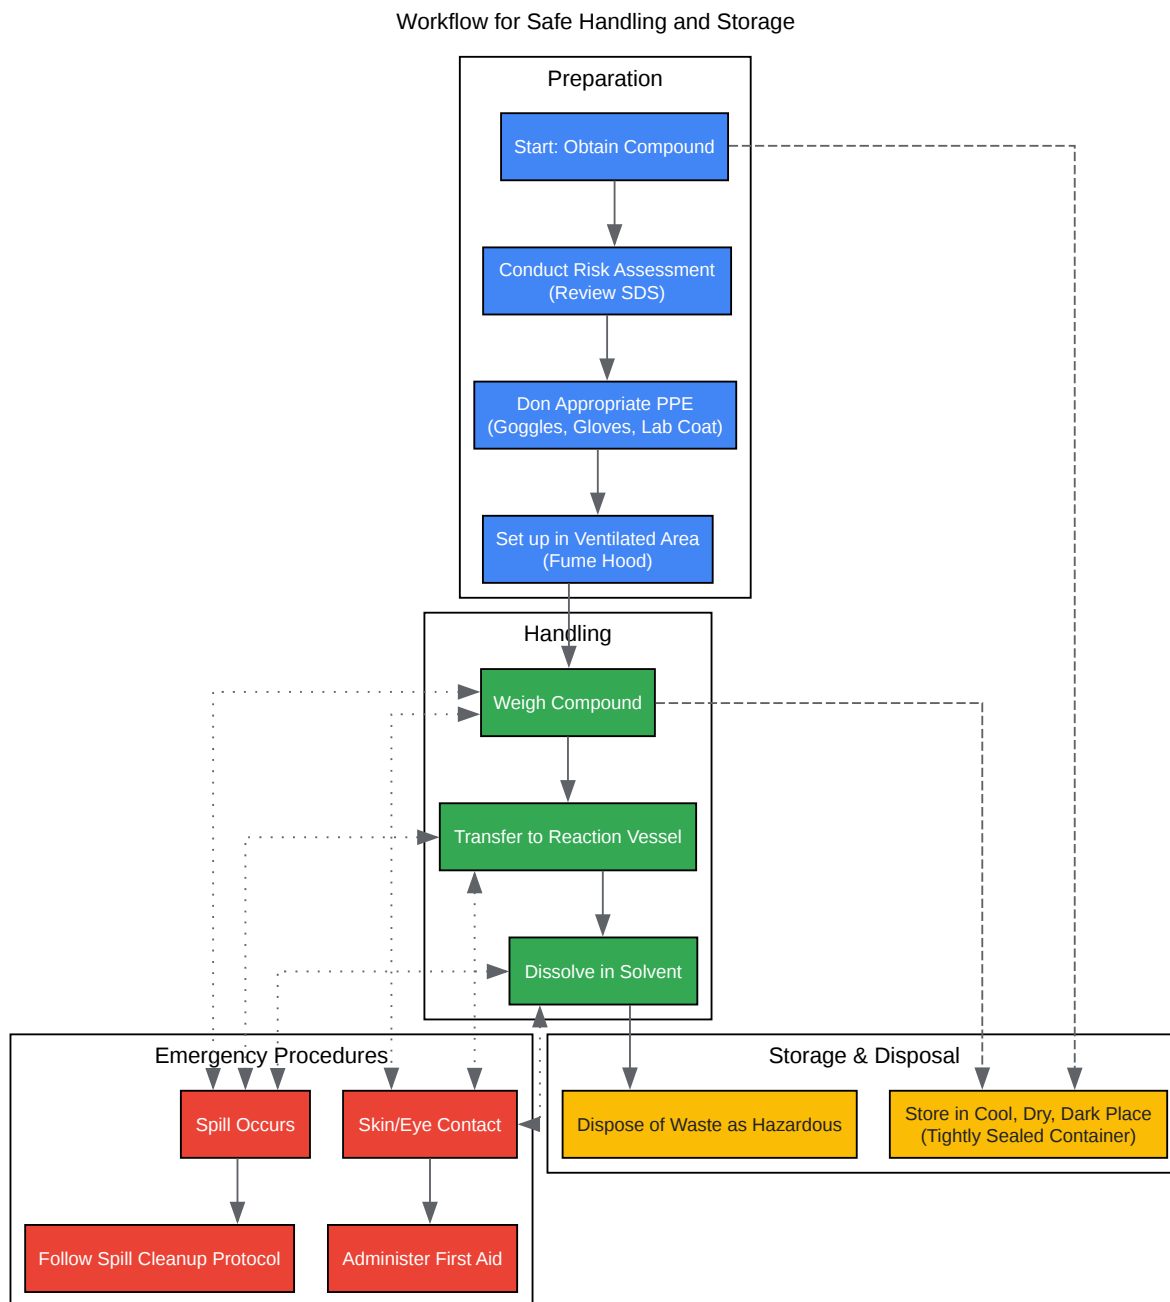 Workflow for Safe Handling and Storage
Preparation
Start: Obtain Compound
Conduct Risk Assessment
(Review SDS)
Don Appropriate PPE
(Goggles, Gloves, Lab Coat)
Set up in Ventilated Area
(Fume Hood)
Handling
Weigh Compound
Transfer to Reaction Vessel
Dissolve in Solvent
Emergency Procedures
Spill Occurs
Skin/Eye Contact
Follow Spill Cleanup Protocol
Administer First Aid
Storage & Disposal
Dispose of Waste as Hazardous
Store in Cool, Dry, Dark Place
(Tightly Sealed Container)